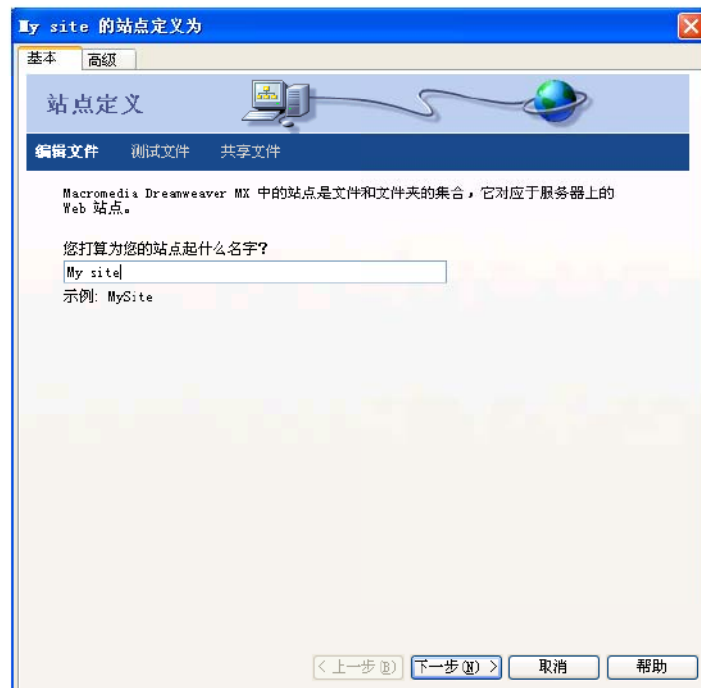 My site 的站点定义为
基本 高级
站点定义
编辑文件 测试文件 共享文件
Macromedia Dreamweaver MX 中的站点是文件和文件夹的集合，它对应于服务器上的
Web 站点。
您打算为您的站点起什么名字？
My site
示例: MySite
< 上一步(B) 下一步(N) > 取消 帮助